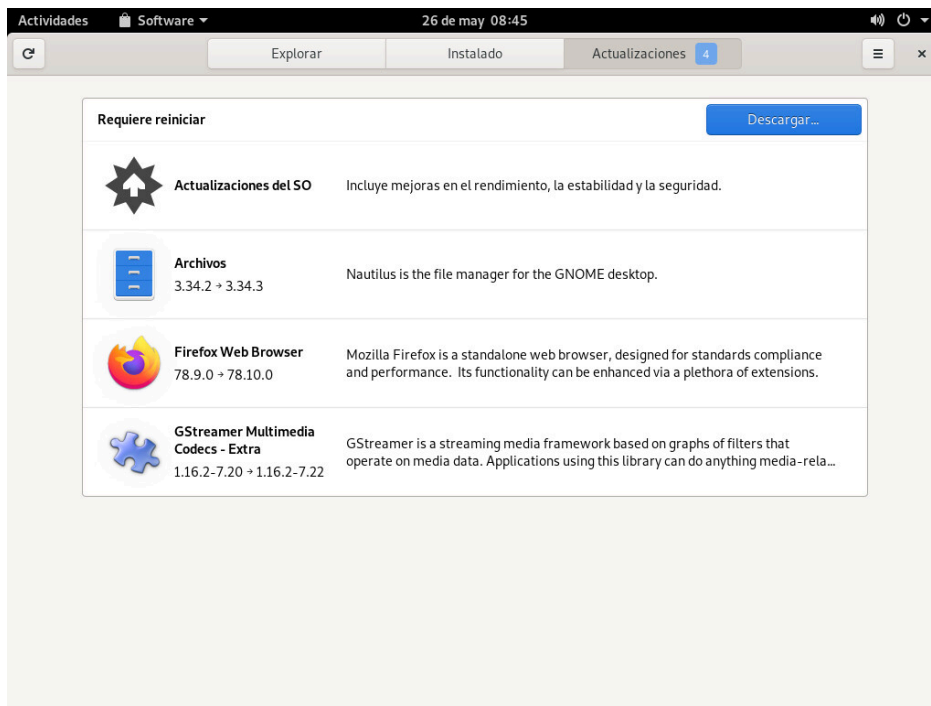 Actividades Software 26 de may 08:45
Explorar Instalado Actualizaciones 4
Requiere reiniciar Descargar...
Actualizaciones del SO Incluye mejoras en el rendimiento, la estabilidad y la seguridad.
Archivos
3.34.2 → 3.34.3
Nautilus is the file manager for the GNOME desktop.
Firefox Web Browser
78.9.0 → 78.10.0
Mozilla Firefox is a standalone web browser, designed for standards compliance
and performance. Its functionality can be enhanced via a plethora of extensions.
GStreamer Multimedia
Codecs - Extra
1.16.2-7.20 → 1.16.2-7.22
GStreamer is a streaming media framework based on graphs of filters that
operate on media data. Applications using this library can do anything media-rela...